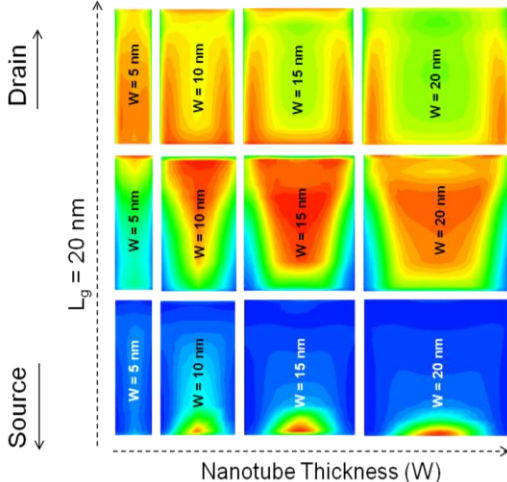 Drain
W = 5 nm
W = 10 nm
W = 15 nm
W = 20 nm
L_g = 20 nm
W = 5 nm
W = 10 nm
W = 15 nm
W = 20 nm
Source
W = 5 nm
W = 10 nm
W = 15 nm
W = 20 nm
Nanotube Thickness (W)